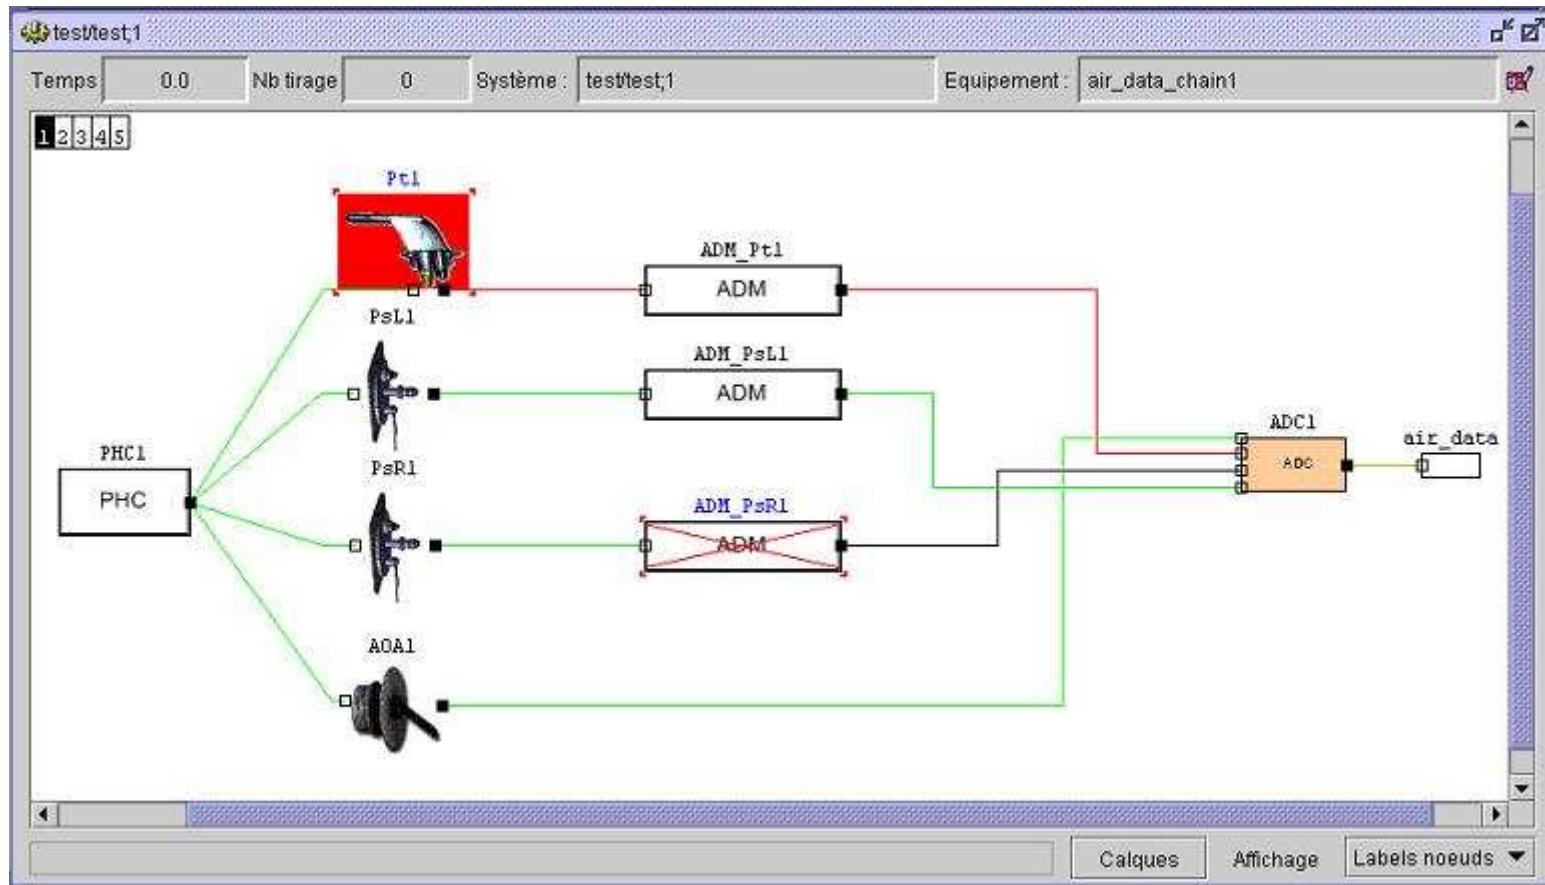 test/test;1
Temps 0.0 Nb tirage 0 Système : test/test;1 Equipement : air_data_chain1
1 2 3 4 5
Pt1
ADM_Pt1
ADM
PsL1
ADM_PsL1
ADM
ADC1
ADC
air_data
PHC1
PHC
PsR1
ADM_PsR1
ADM
AOA1
Calques Affichage Labels noeuds